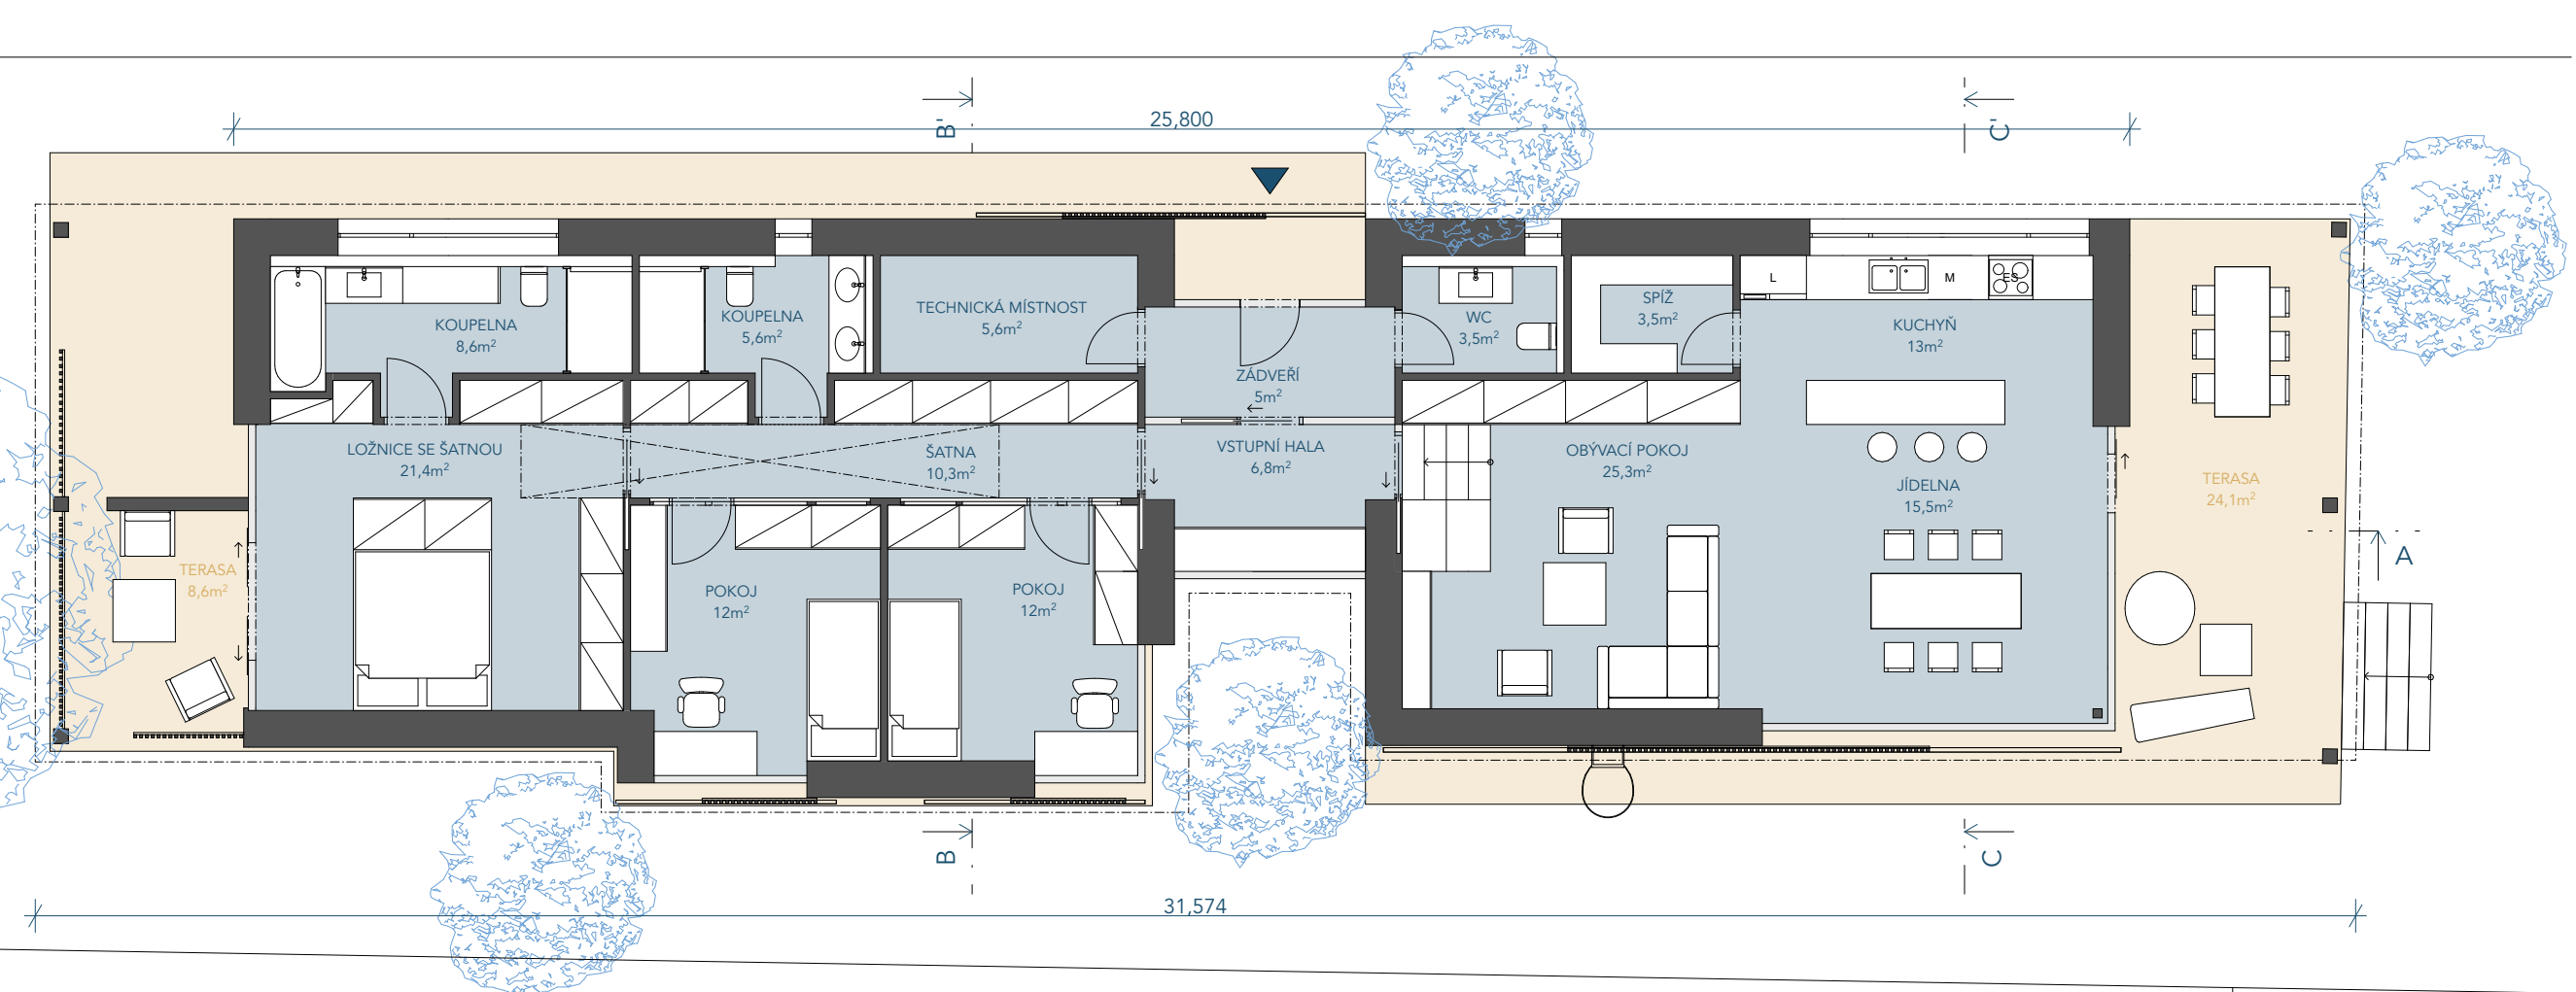 B'
25,800
C'
KOUPELNA
8,6m²
KOUPELNA
5,6m²
TECHNICKÁ MÍSTNOST
5,6m²
ZÁDVEŘÍ
5m²
WC
3,5m²
SPÍŽ
3,5m²
L
M
ES
KUCHYŇ
13m²
LOŽNICE SE ŠATNOU
21,4m²
ŠATNA
10,3m²
VSTUPNÍ HALA
6,8m²
OBÝVACÍ POKOJ
25,3m²
JÍDELNA
15,5m²
TERASA
24,1m²
A
TERASA
8,6m²
POKOJ
12m²
POKOJ
12m²
B
C
31,574